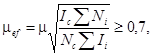 μ_ef = μ √(I_c ∑ N_i / N_c ∑ I_i) ≥ 0,7,